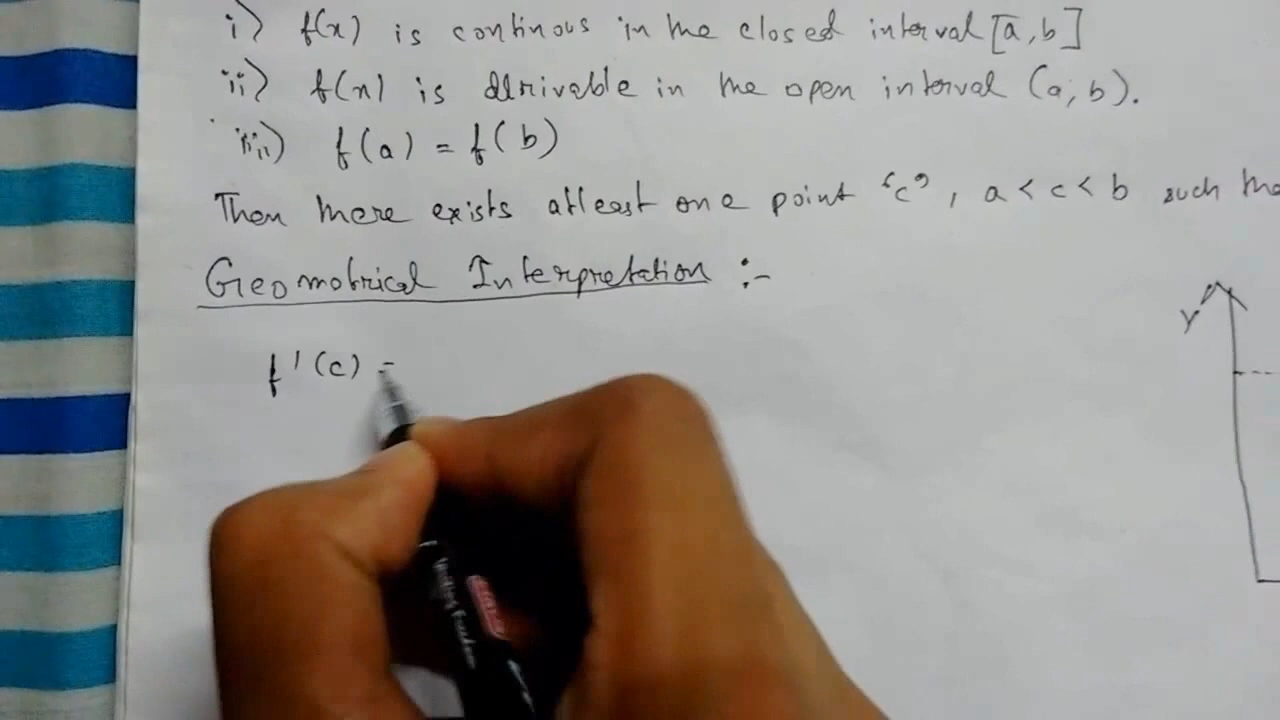 i) f(x) is continous in the closed interval [a,b]
ii) f(x) is derivable in the open interval (a,b).
iii) f(a) = f(b)
Then there exists atleast one point "c", a < c < b such
Geometrical Interpretation :-
Y
f'(c) =